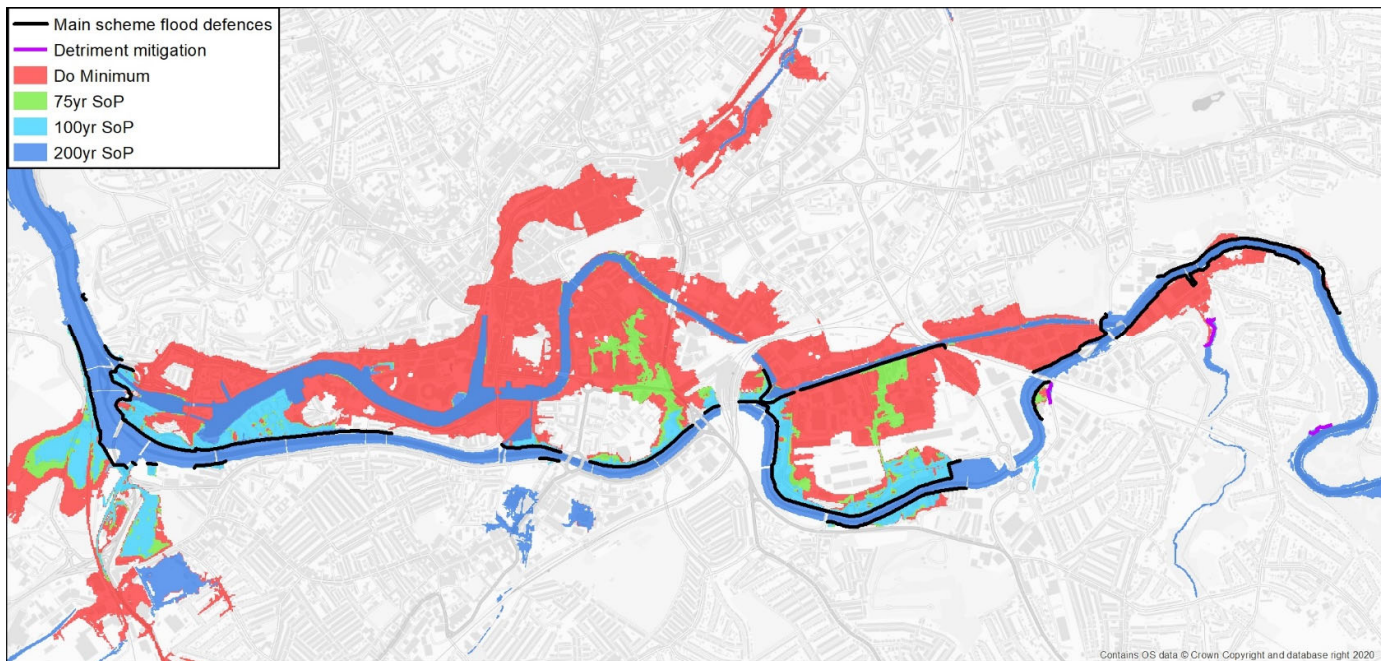 Main scheme flood defences
Detriment mitigation
Do Minimum
75yr SoP
100yr SoP
200yr SoP
Contains OS data © Crown Copyright and database right 2020